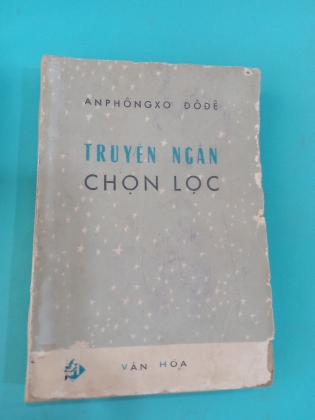 ANPHÔNGXƠ ĐÔĐÊ
TRUYỆN NGẮN
CHỌN LỌC
VĂN HÓA